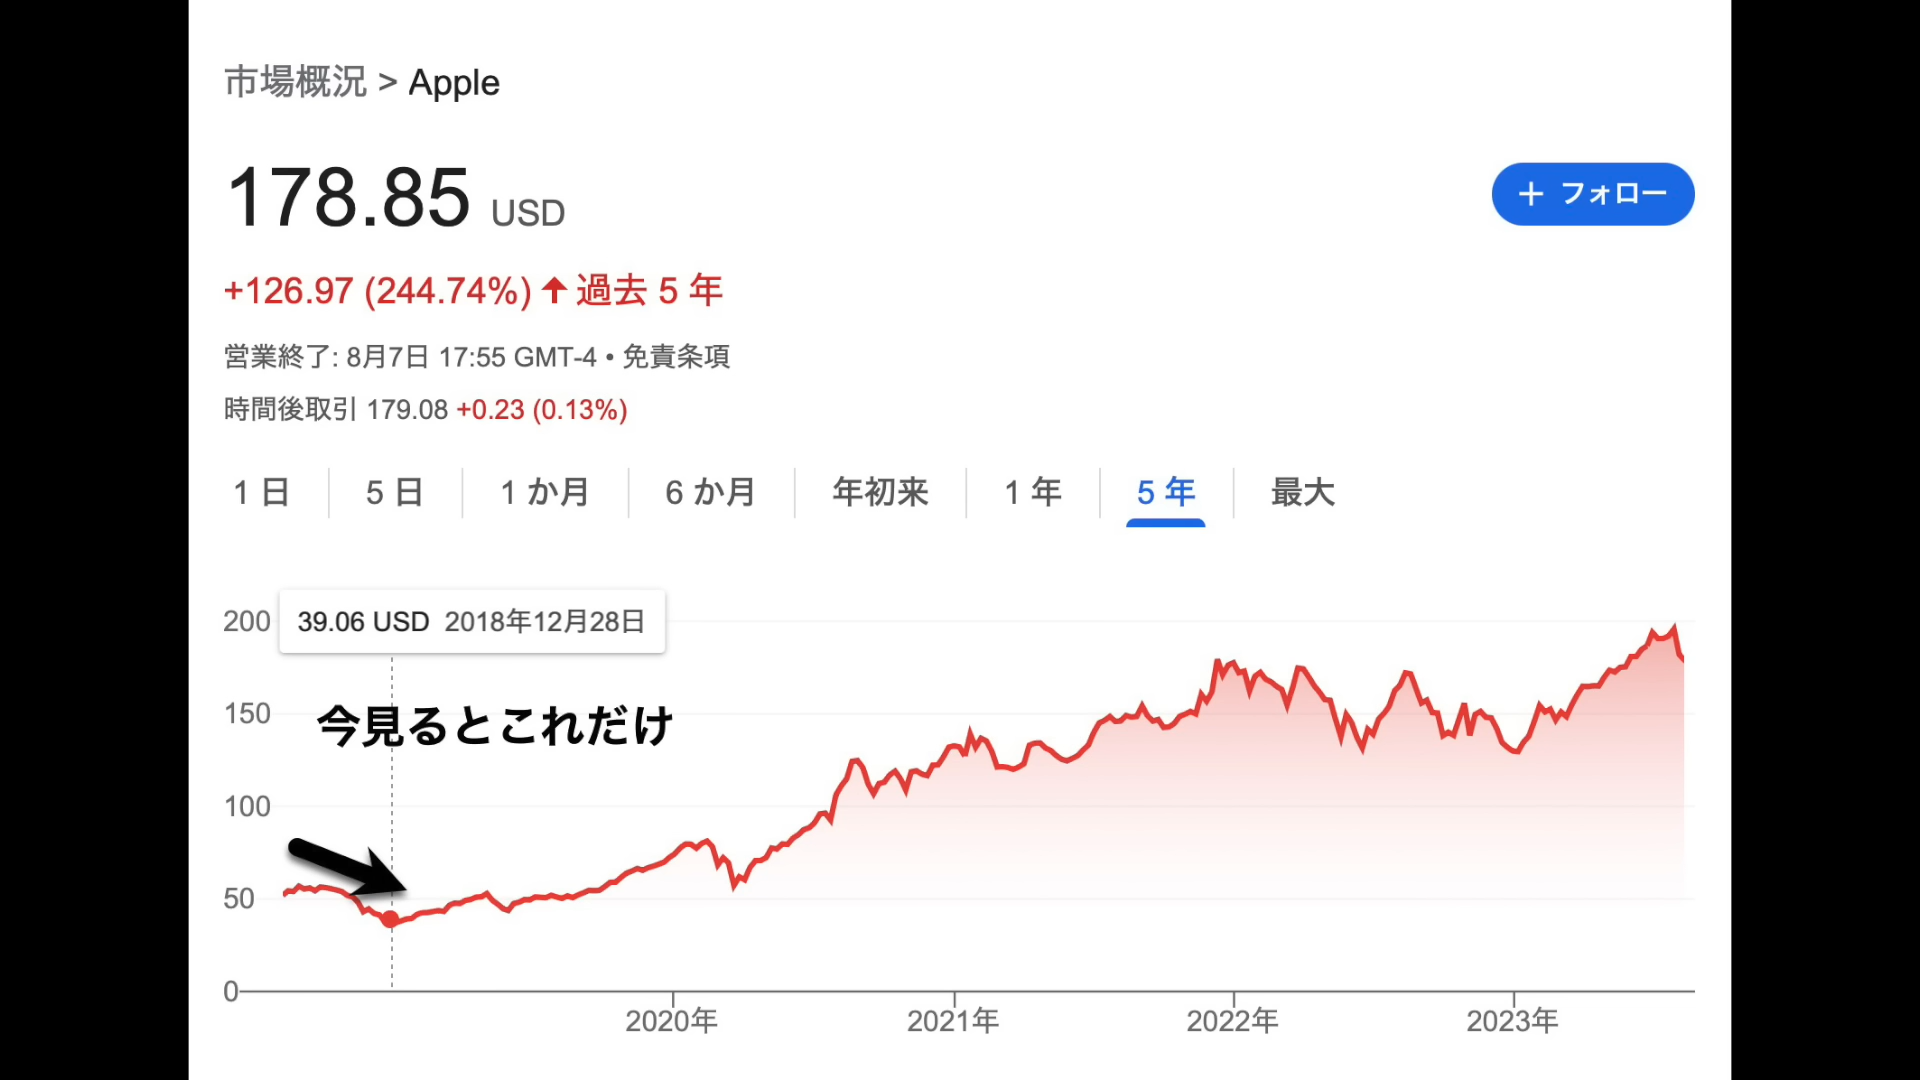 市場概況 > Apple
178.85 USD
+ フォロー
+126.97 (244.74%) ↑ 過去 5 年
営業終了: 8月7日 17:55 GMT-4 • 免責条項
時間後取引 179.08 +0.23 (0.13%)
1 日 5 日 1 か月 6 か月 年初来 1 年 5 年 最大
200
39.06 USD 2018年12月28日
150
今見るとこれだけ
100
50
0
2020年 2021年 2022年 2023年